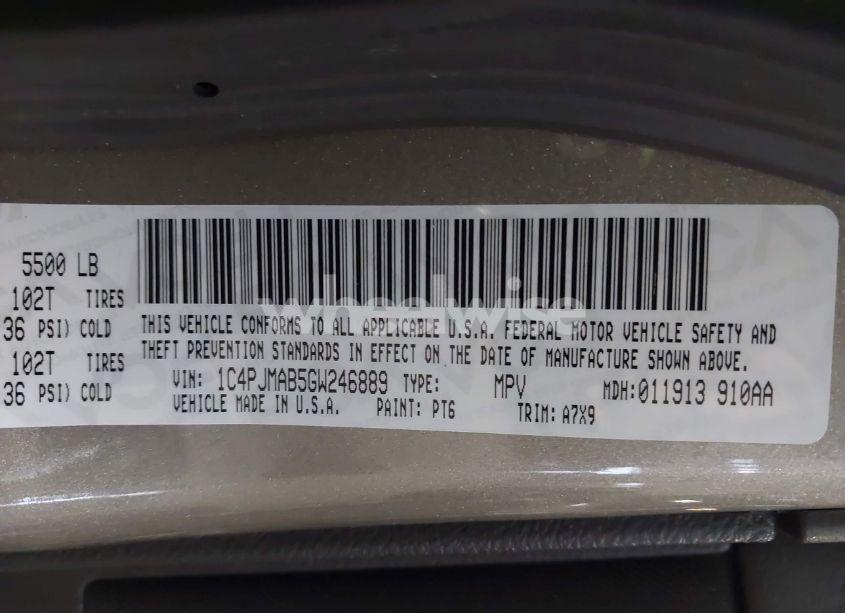 5500 LB
102T TIRES
36 PSI) COLD
102T TIRES
36 PSI) COLD
wheelwise
THIS VEHICLE CONFORMS TO ALL APPLICABLE U.S.A. FEDERAL MOTOR VEHICLE SAFETY AND
THEFT PREVENTION STANDARDS IN EFFECT ON THE DATE OF MANUFACTURE SHOWN ABOVE.
VIN: 1C4PJMAB5GW246889 TYPE: MPV MDH:011913 910AA
VEHICLE MADE IN U.S.A. PAINT: PT6 TRIM: A7X9